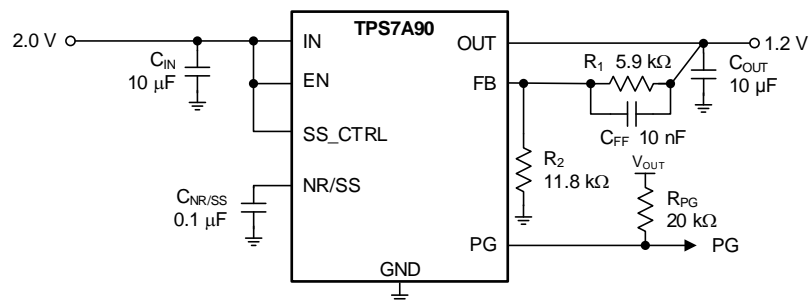 TPS7A90
2.0 V
IN
OUT
1.2 V
C_IN
10 μF
EN
FB
R_1 5.9 kΩ
C_OUT
10 μF
SS_CTRL
C_FF 10 nF
NR/SS
R_2
11.8 kΩ
V_OUT
C_NR/SS
0.1 μF
R_PG
20 kΩ
PG
PG
GND